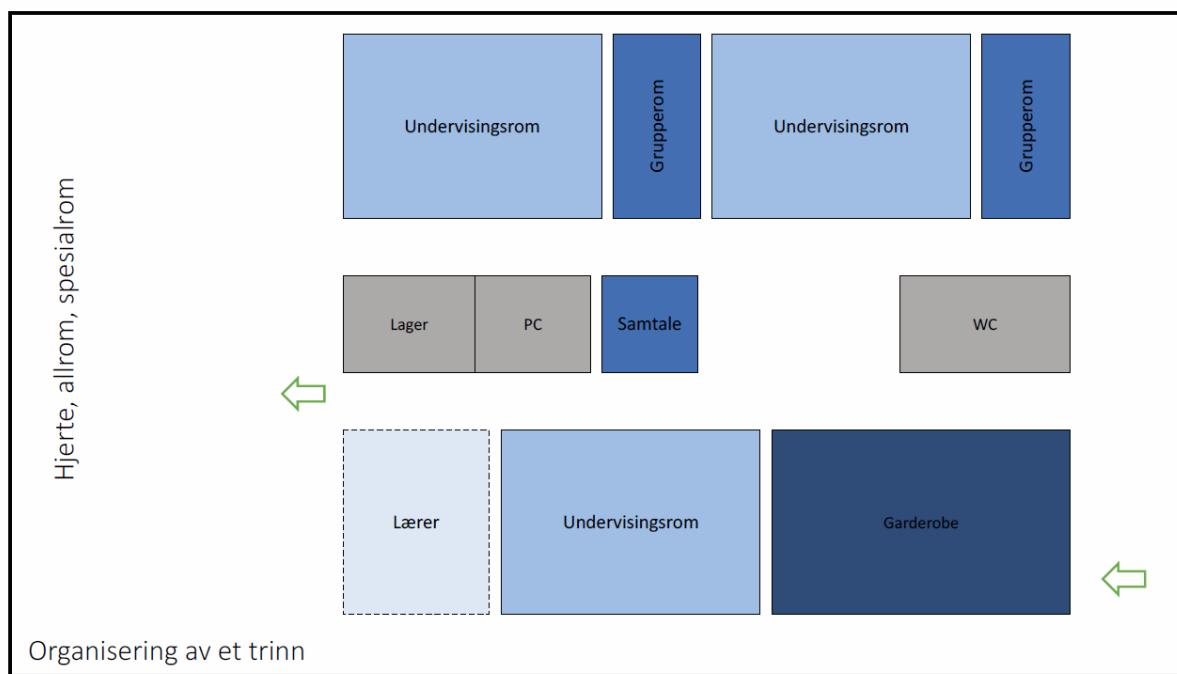 Undervisingsrom
Grupperom
Undervisingsrom
Grupperom
Hjerte, allrom, spesialrom
Lager
PC
Samtale
WC
Lærer
Undervisingsrom
Garderobe
Organisering av et trinn